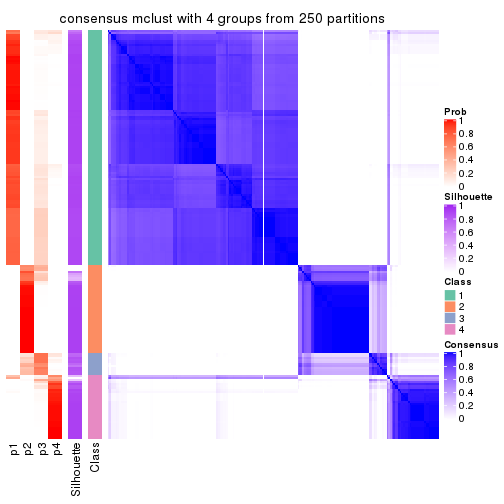 consensus mclust with 4 groups from 250 partitions
Prob
1
0.8
0.6
0.4
0.2
0
Silhouette
1
0.8
0.6
0.4
0.2
0
Class
1
2
3
4
Consensus
1
0.8
0.6
0.4
0.2
0
p1
p2
p3
p4
Silhouette
Class